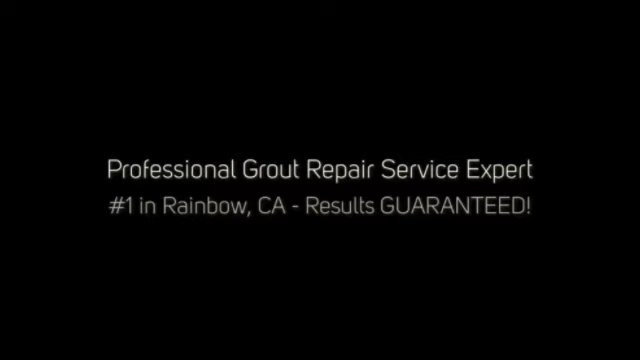 Professional Grout Repair Service Expert
#1 in Rainbow, CA - Results GUARANTEED!